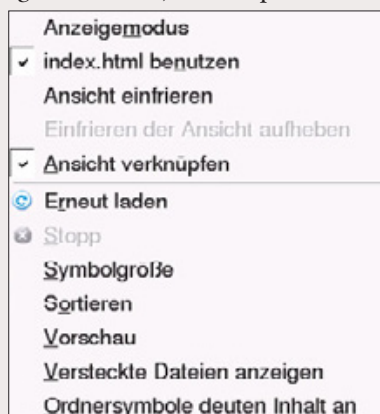 Anzeigemodus
index.html benutzen
Ansicht einfrieren
Einfrieren der Ansicht aufheben
Ansicht verknüpfen
Erneut laden
Stopp
Symbolgröße
Sortieren
Vorschau
Versteckte Dateien anzeigen
Ordnersymbole deuten Inhalt an